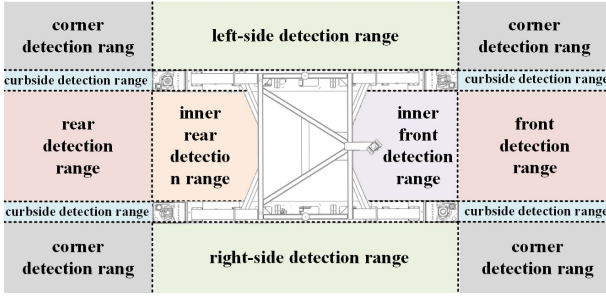 corner
detection rang
left-side detection range
corner
detection rang
curbside detection range
curbside detection range
rear
detection
range
inner
rear
detectio
n range
inner
front
detection
range
front
detection
range
curbside detection range
curbside detection range
corner
detection rang
right-side detection range
corner
detection rang